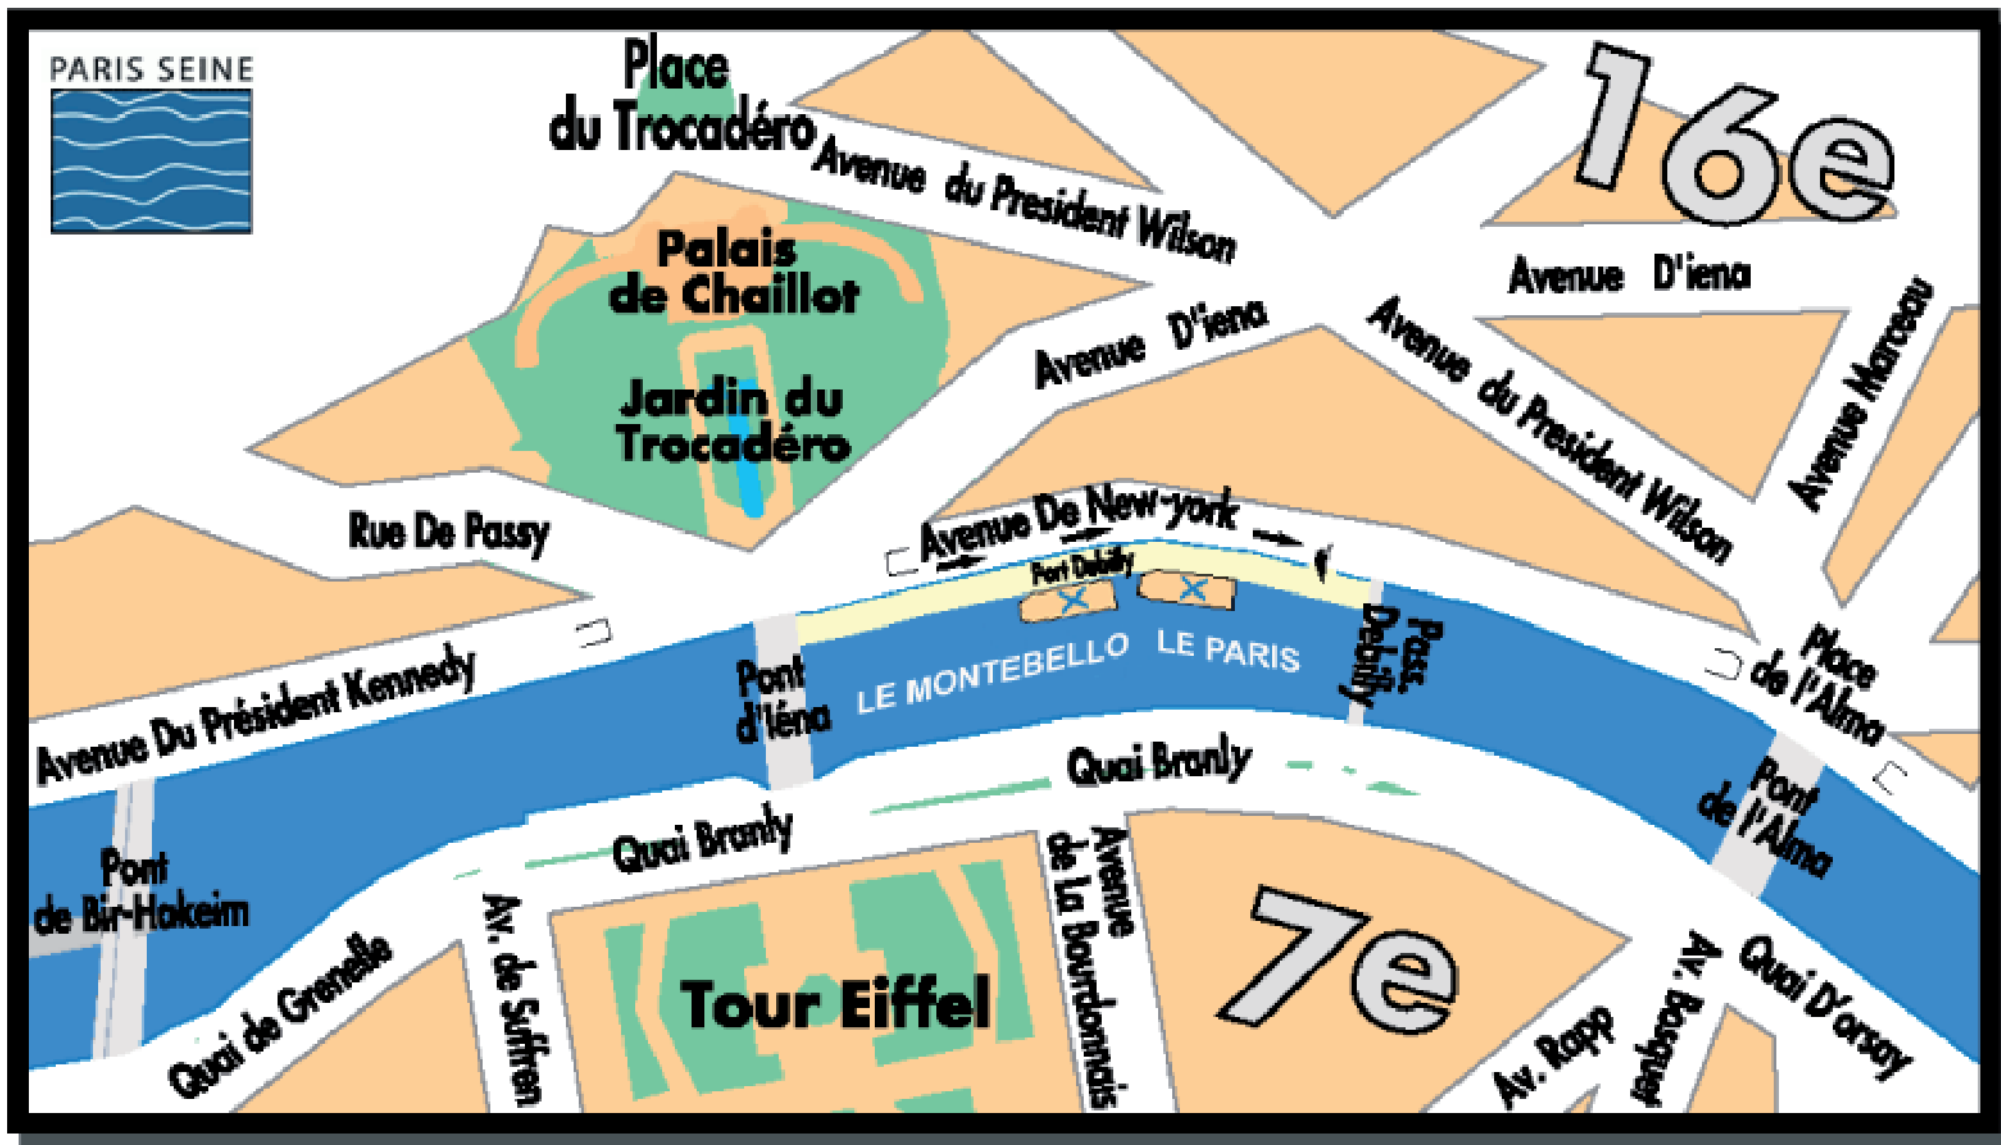 PARIS SEINE
Place
du Trocadéro
16e
Avenue du President Wilson
Palais
de Chaillot
Avenue D'iena
Avenue D'iena
Avenue Marceau
Avenue du President Wilson
Jardin du
Trocadéro
Rue De Passy
Avenue De New-york
Port Debilly
Pass.
Debilly
Place
de l'Alma
LE MONTEBELLO
LE PARIS
Avenue Du Président Kennedy
Pont
d'Iéna
Quai Branly
Pont
de l'Alma
Quai Branly
Pont
de Bir-Hakeim
Avenue
de La Bourdonnais
Av. de Suffren
Quai de Grenelle
Tour Eiffel
7e
Av. Rapp
Av. Bosquet
Quai D'orsay